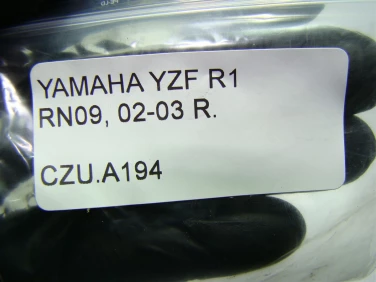 YAMAHA YZF R1
RN09, 02-03 R.
CZU.A194